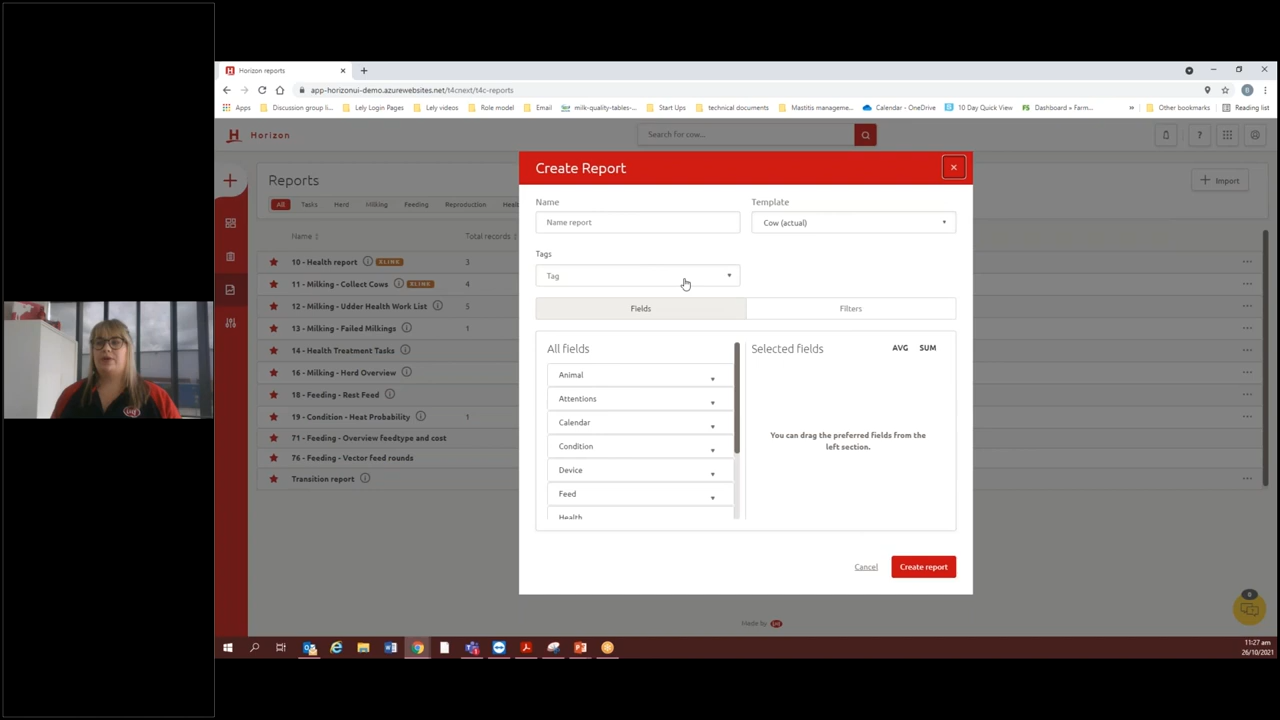 Horizon reports
app-horizonui-demo.azurewebsites.net/t4cnext/t4c-reports
Apps Discussion group li... Lely Login Pages Lely videos Role model Email milk-quality-tables-... Start Ups technical documents Mastitis manageme... Calendar - OneDrive 10 Day Quick View Dashboard » Farm... » Other bookmarks Reading list
H Horizon
Search for cow...
?
Reports
Import
All Tasks Herd Milking Feeding Reproduction Heal
Name Total records
10 - Health report BLINK 3
11 - Milking - Collect Cows BLINK 4
12 - Milking - Udder Health Work List 5
13 - Milking - Failed Milkings 1
14 - Health Treatment Tasks
16 - Milking - Herd Overview
18 - Feeding - Rest Feed
19 - Condition - Heat Probability 1
71 - Feeding - Overview feedtype and cost
76 - Feeding - Vector feed rounds
Transition report
Create Report
Name
Name report
Template
Cow (actual)
Tags
Tag
Fields Filters
All fields
Animal
Attentions
Calendar
Condition
Device
Feed
Health
Selected fields AVG SUM
You can drag the preferred fields from the
left section.
Cancel Create report
Made by
8
11:27 am
26/10/2021